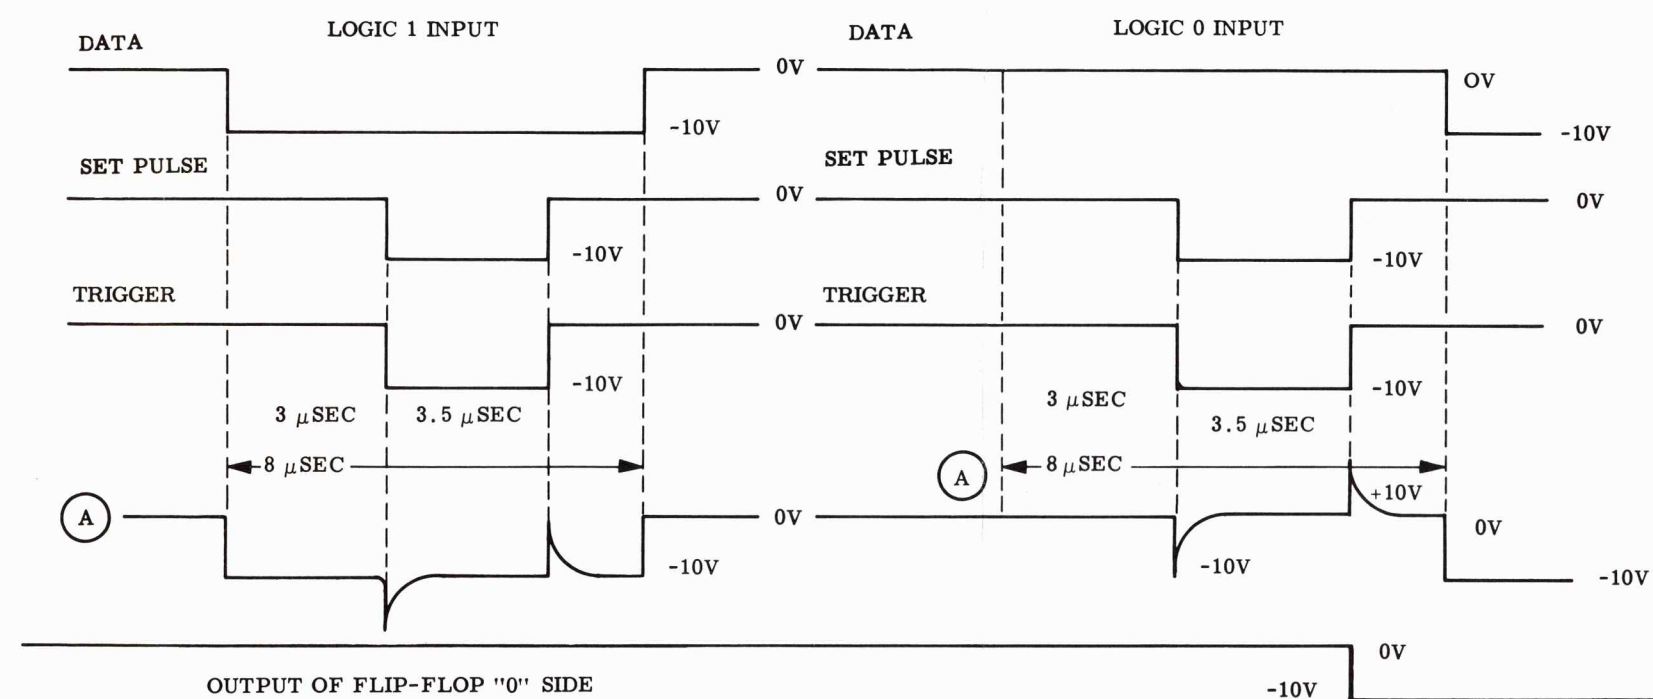 LOGIC 1 INPUT
DATA
0V
-10V
SET PULSE
0V
-10V
TRIGGER
0V
-10V
3 μSEC
3.5 μSEC
8 μSEC
A
0V
-10V
DATA
LOGIC 0 INPUT
OV
-10V
SET PULSE
0V
-10V
TRIGGER
0V
-10V
3 μSEC
3.5 μSEC
8 μSEC
A
+10V
0V
-10V
-10V
OUTPUT OF FLIP-FLOP "0" SIDE
0V
-10V